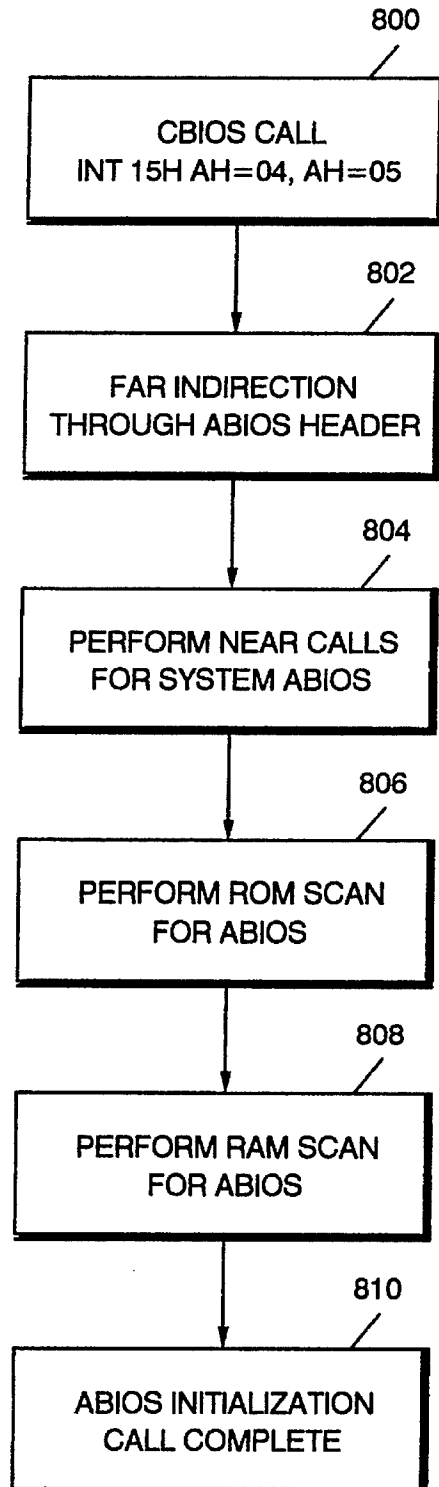 800
CBIOS CALL
INT 15H AH=04, AH=05
802
FAR INDIRECTION
THROUGH ABIOS HEADER
804
PERFORM NEAR CALLS
FOR SYSTEM ABIOS
806
PERFORM ROM SCAN
FOR ABIOS
808
PERFORM RAM SCAN
FOR ABIOS
810
ABIOS INITIALIZATION
CALL COMPLETE